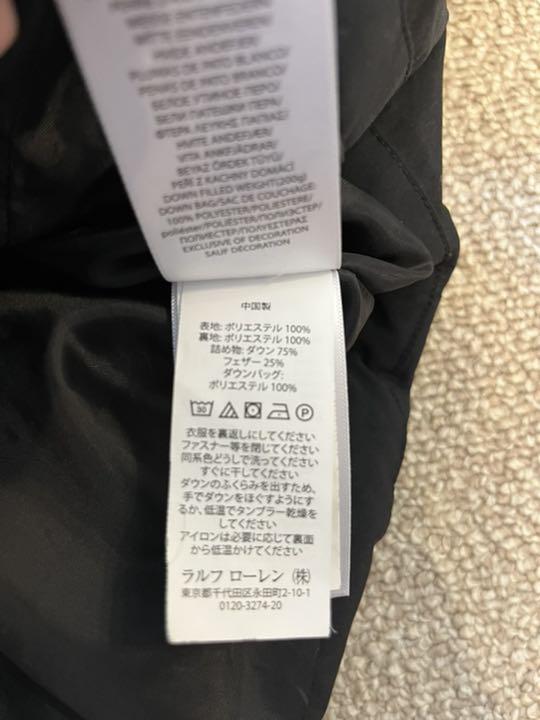 PLUMAS DE PATO BLANCO/
PENAS DE PATO BRANCO/
БЕЛОЕ УТИНОЕ ПЕРО/
ΦΤΕΡΑ ΛΕΥΚΗΣ ΠΑΠΙΑΣ/
HVITE ANDEFJÆR/
VITA ANKFJÄDRAR/
BEYAZ ÖRDEK TÜYÜ/
PEŘÍ Z KACHNY DOMÁCÍ
DOWN FILLED WEIGHT(200g)
DOWN BAG/SAC DE COUCHAGE:
100% POLYESTER/POLIESTERE/
poliéster/POLIÉSTER/ПОЛИЭСТЕР/
ПОЛИЕСТЕР/ΠΟΛΥΕΣΤΕΡΑΣ
EXCLUSIVE OF DECORATION
SAUF DÉCORATION
中国製
表地: ポリエステル 100%
裏地: ポリエステル 100%
詰め物: ダウン 75%
フェザー 25%
ダウンバッグ:
ポリエステル 100%
30 P
衣服を裏返しにしてください
ファスナー等を閉じてください
同系色どうしで洗ってください
すぐに干してください
ダウンのふくらみを出すため、
手でダウンをほぐすようにす
るか、低温でタンブラー乾燥を
してください
アイロンは必要に応じて裏面
から低温かけてください
ラルフ ローレン ㈱
東京都千代田区永田町2-10-1
0120-3274-20